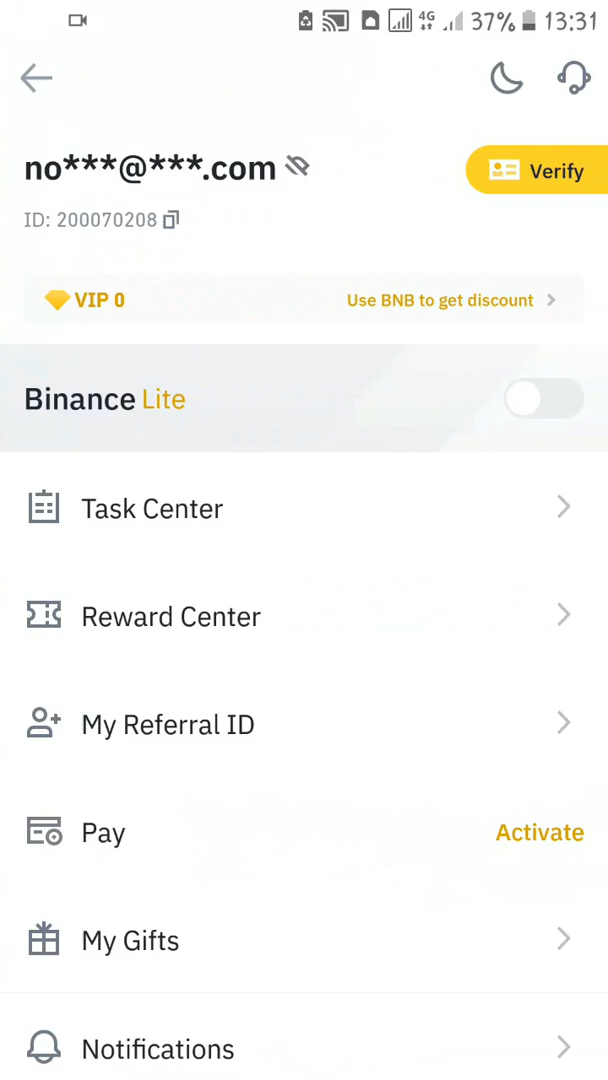 4G 37% 13:31
no***@***.com
Verify
ID: 200070208
VIP 0 Use BNB to get discount
Binance Lite
Task Center
Reward Center
My Referral ID
Pay Activate
My Gifts
Notifications